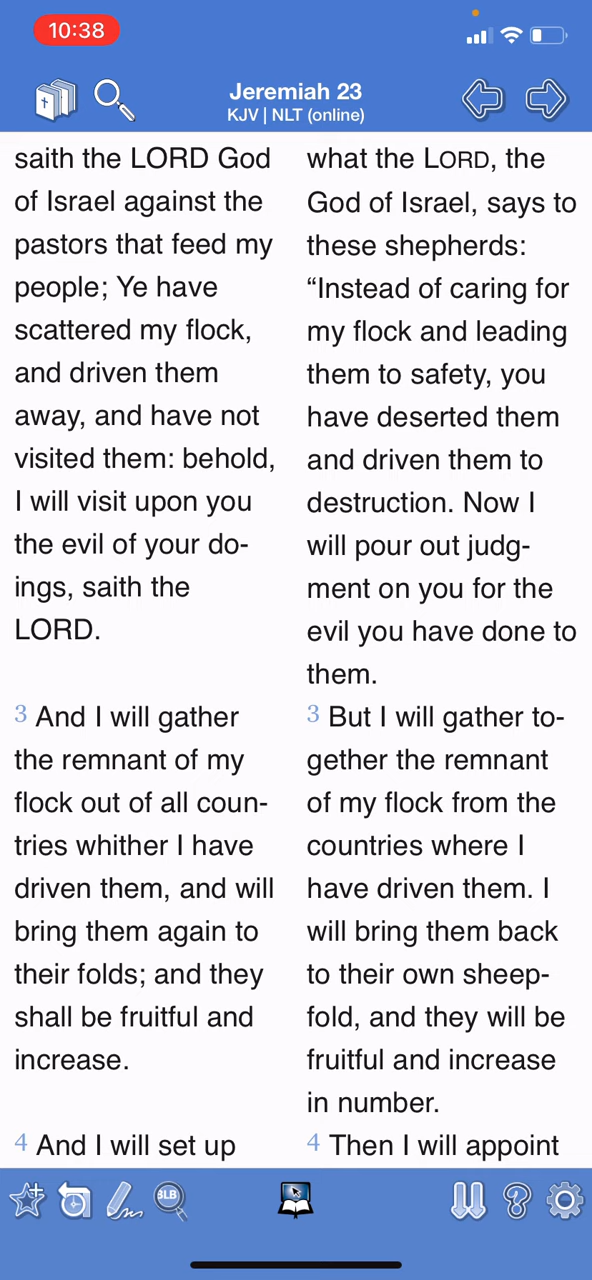 10:38
Jeremiah 23
KJV | NLT (online)
saith the LORD God
of Israel against the
pastors that feed my
people; Ye have
scattered my flock,
and driven them
away, and have not
visited them: behold,
I will visit upon you
the evil of your do-
ings, saith the
LORD.
3 And I will gather
the remnant of my
flock out of all coun-
tries whither I have
driven them, and will
bring them again to
their folds; and they
shall be fruitful and
increase.
4 And I will set up
what the LORD, the
God of Israel, says to
these shepherds:
“Instead of caring for
my flock and leading
them to safety, you
have deserted them
and driven them to
destruction. Now I
will pour out judg-
ment on you for the
evil you have done to
them.
3 But I will gather to-
gether the remnant
of my flock from the
countries where I
have driven them. I
will bring them back
to their own sheep-
fold, and they will be
fruitful and increase
in number.
4 Then I will appoint
BLB